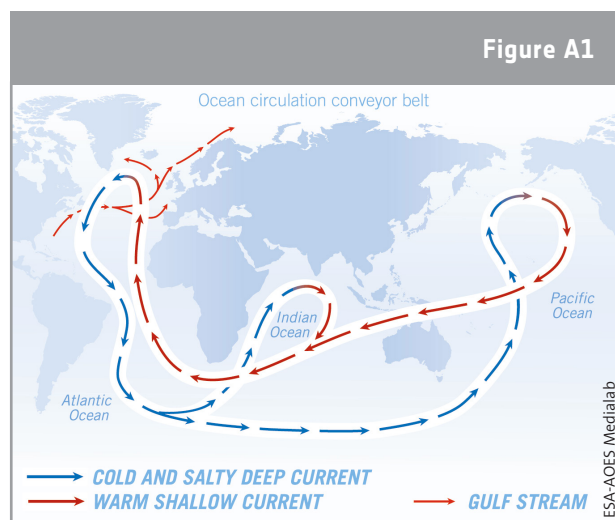 Figure A1
Ocean circulation conveyor belt
Indian
Ocean
Pacific
Ocean
Atlantic
Ocean
COLD AND SALTY DEEP CURRENT
WARM SHALLOW CURRENT
GULF STREAM
ESA-AOES Medialab